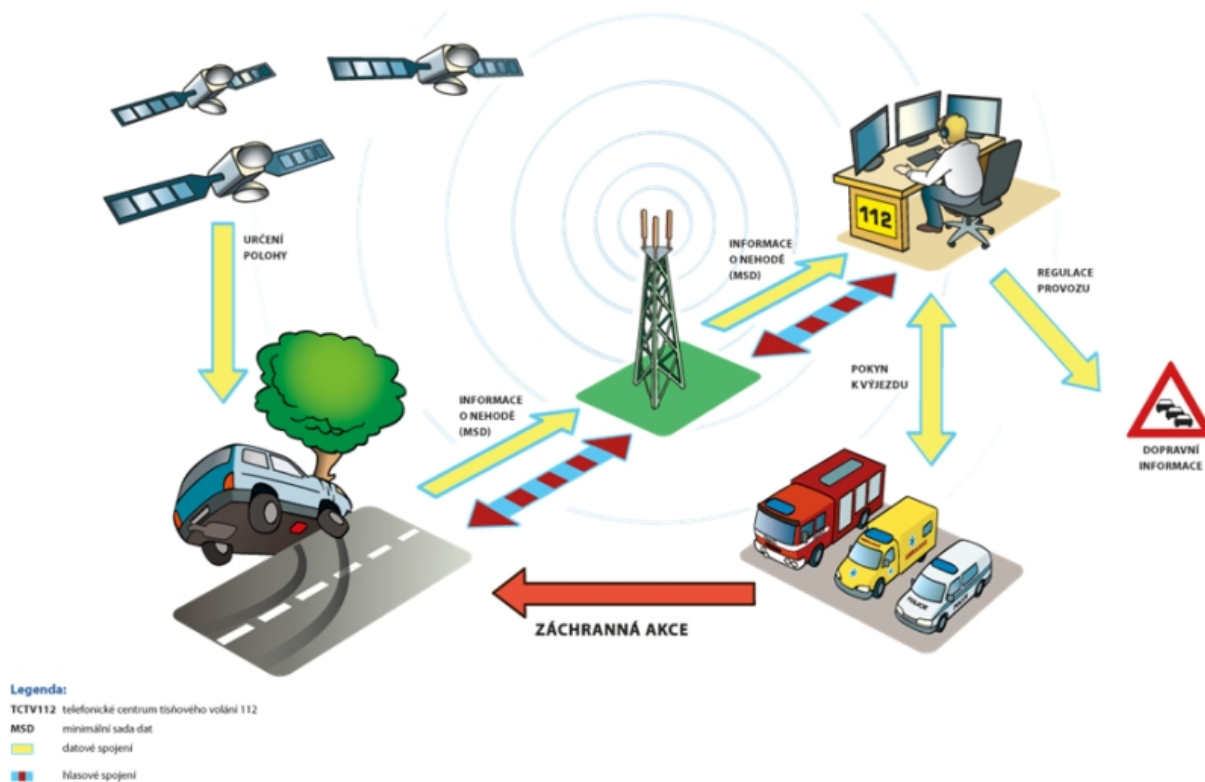 URČENÍ
POLOHY
INFORMACE
O NEHODĚ
(MSD)
112
REGULACE
PROVOZU
INFORMACE
O NEHODĚ
(MSD)
POKYN
K VÝJEZDU
DOPRAVNÍ
INFORMACE
POLICE
POLICIE
ZÁCHRANNÁ AKCE
Legenda:
TCTV112 telefonické centrum tísňového volání 112
MSD minimální sada dat
datové spojení
hlasové spojení